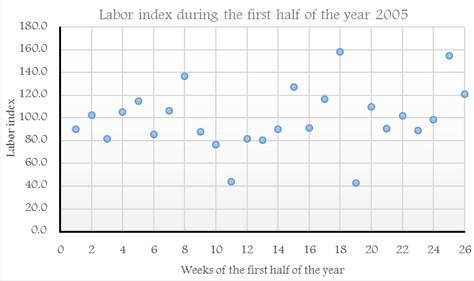 Labor index during the first half of the year 2005
180.0
160.0
140.0
120.0
100.0
80.0
60.0
40.0
20.0
0.0
Labor index
0 2 4 6 8 10 12 14 16 18 20 22 24 26
Weeks of the first half of the year